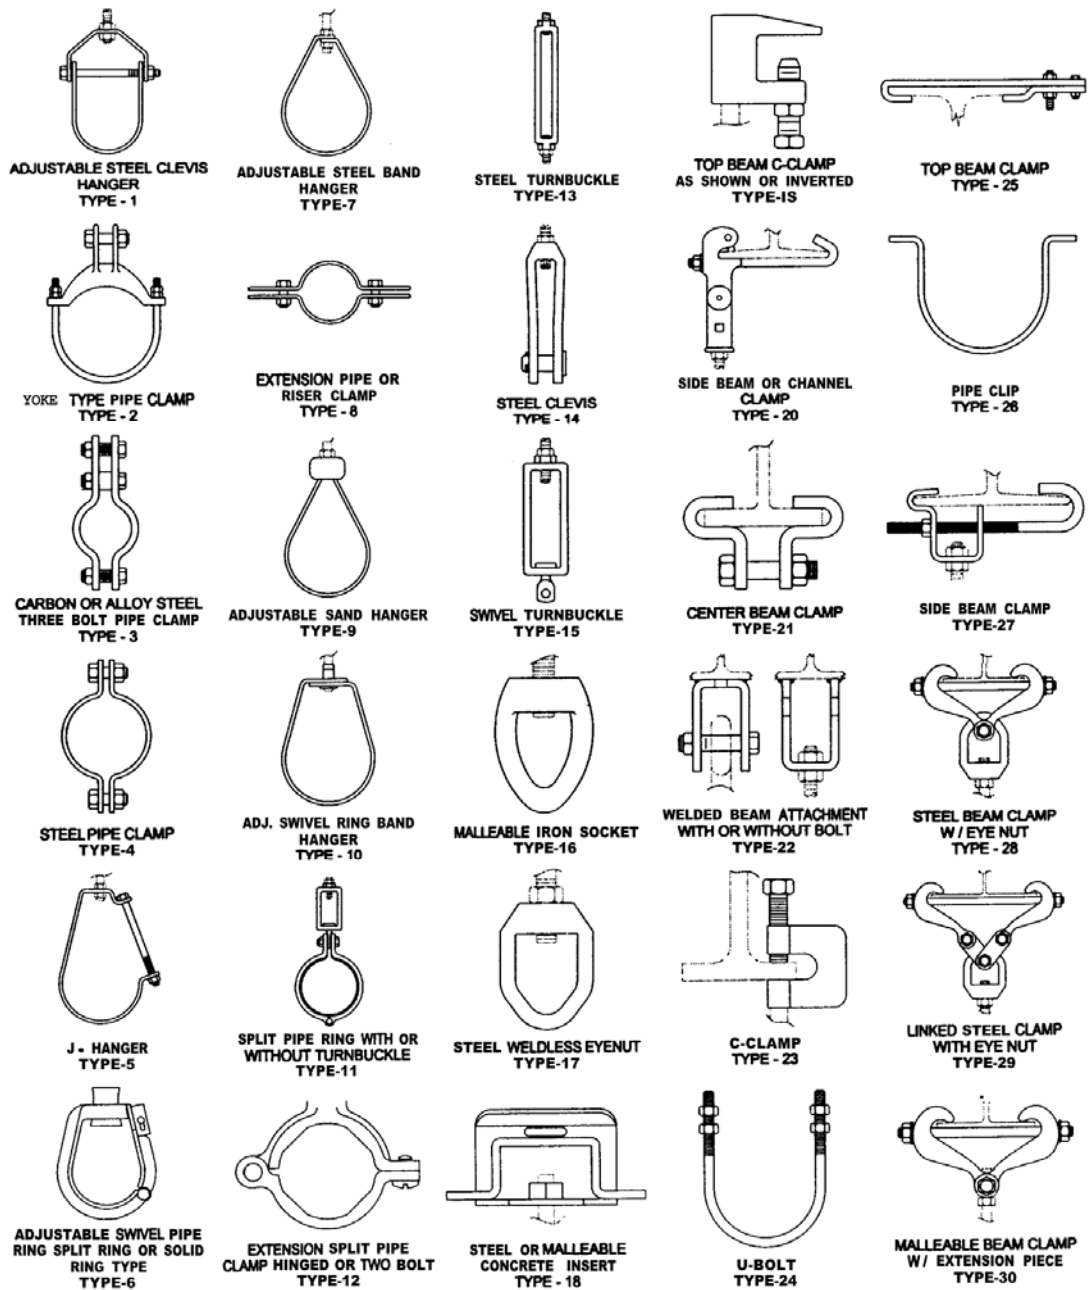 ADJUSTABLE STEEL CLEVIS
HANGER
TYPE - 1
ADJUSTABLE STEEL BAND
HANGER
TYPE-7
STEEL TURNBUCKLE
TYPE-13
TOP BEAM C-CLAMP
AS SHOWN OR INVERTED
TYPE-IS
TOP BEAM CLAMP
TYPE - 25
YOKE TYPE PIPE CLAMP
TYPE - 2
EXTENSION PIPE OR
RISER CLAMP
TYPE - 8
STEEL CLEVIS
TYPE - 14
SIDE BEAM OR CHANNEL
CLAMP
TYPE - 20
PIPE CLIP
TYPE - 26
CARBON OR ALLOY STEEL
THREE BOLT PIPE CLAMP
TYPE - 3
ADJUSTABLE SAND HANGER
TYPE-9
SWIVEL TURNBUCKLE
TYPE-15
CENTER BEAM CLAMP
TYPE-21
SIDE BEAM CLAMP
TYPE-27
STEEL PIPE CLAMP
TYPE-4
ADJ. SWIVEL RING BAND
HANGER
TYPE - 10
MALLEABLE IRON SOCKET
TYPE-16
WELDED BEAM ATTACHMENT
WITH OR WITHOUT BOLT
TYPE-22
STEEL BEAM CLAMP
W / EYE NUT
TYPE - 28
J - HANGER
TYPE-5
SPLIT PIPE RING WITH OR
WITHOUT TURNBUCKLE
TYPE-11
STEEL WELDLESS EYENUT
TYPE-17
C-CLAMP
TYPE - 23
LINKED STEEL CLAMP
WITH EYE NUT
TYPE-29
ADJUSTABLE SWIVEL PIPE
RING SPLIT RING OR SOLID
RING TYPE
TYPE-6
EXTENSION SPLIT PIPE
CLAMP HINGED OR TWO BOLT
TYPE-12
STEEL OR MALLEABLE
CONCRETE INSERT
TYPE - 18
U-BOLT
TYPE-24
MALLEABLE BEAM CLAMP
W/ EXTENSION PIECE
TYPE-30